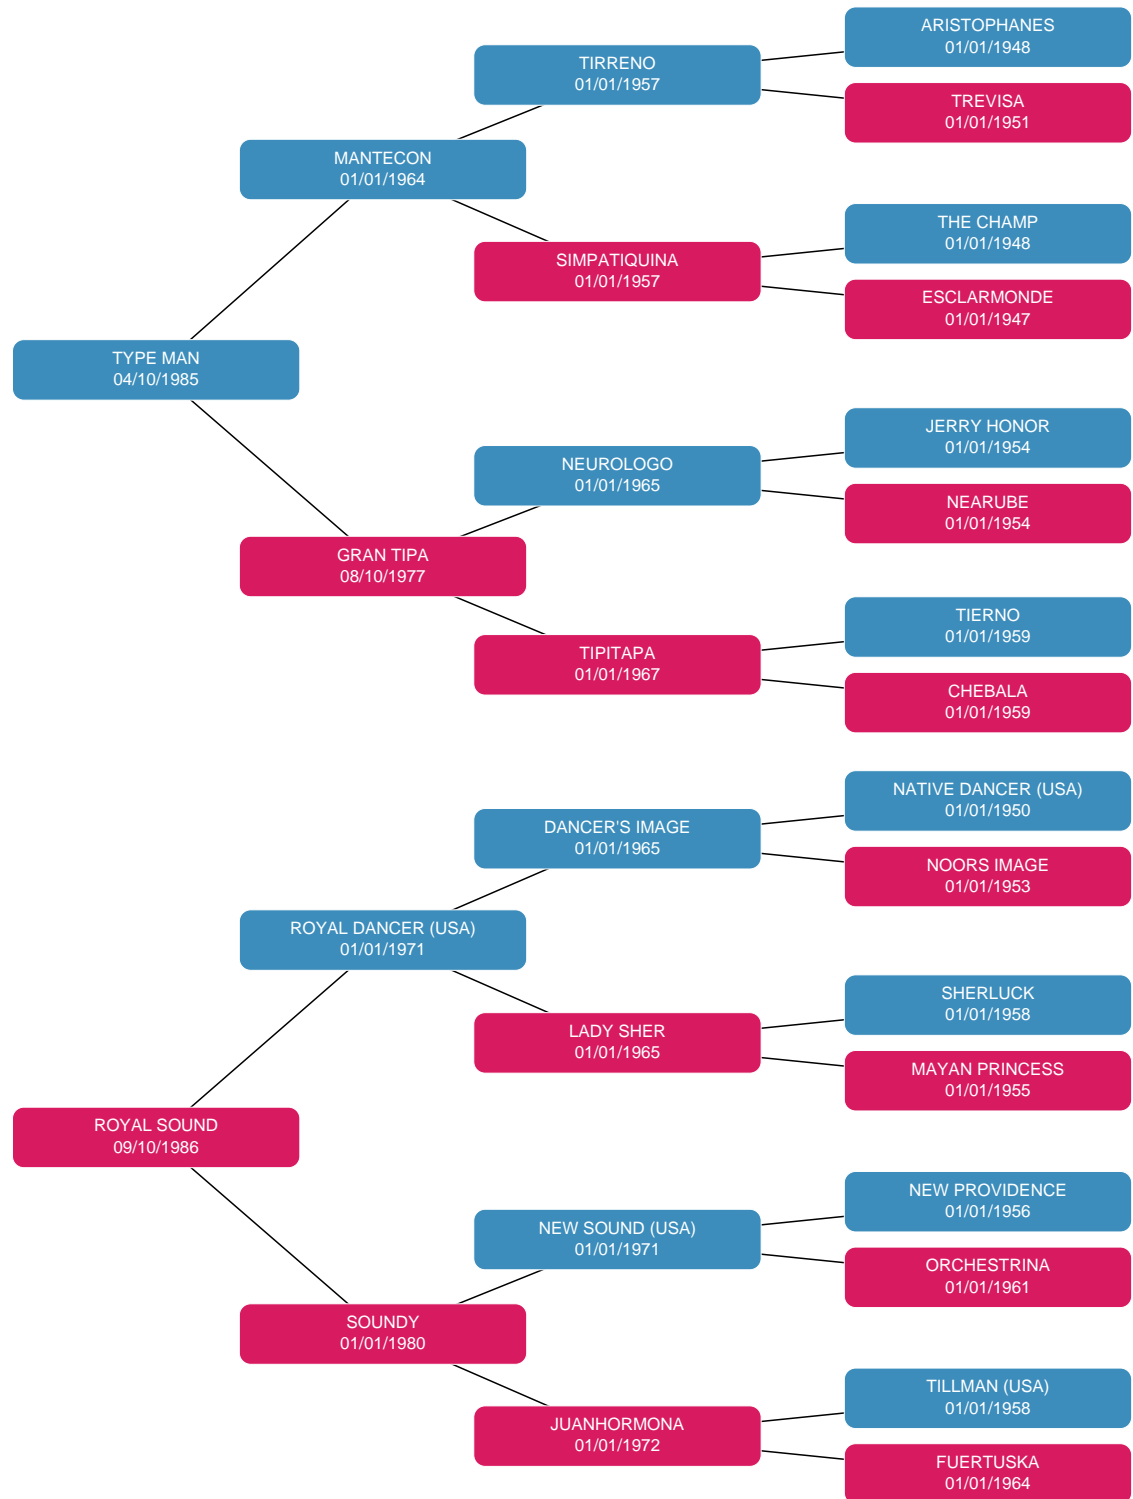 ARISTOPHANES
01/01/1948
TIRRENO
01/01/1957
TREVISA
01/01/1951
MANTECON
01/01/1964
THE CHAMP
01/01/1948
SIMPATIQUINA
01/01/1957
ESCLARMONDE
01/01/1947
TYPE MAN
04/10/1985
JERRY HONOR
01/01/1954
NEUROLOGO
01/01/1965
NEARUBE
01/01/1954
GRAN TIPA
08/10/1977
TIERNO
01/01/1959
TIPITAPA
01/01/1967
CHEBALA
01/01/1959
NATIVE DANCER (USA)
01/01/1950
DANCER'S IMAGE
01/01/1965
NOORS IMAGE
01/01/1953
ROYAL DANCER (USA)
01/01/1971
SHERLUCK
01/01/1958
LADY SHER
01/01/1965
MAYAN PRINCESS
01/01/1955
ROYAL SOUND
09/10/1986
NEW PROVIDENCE
01/01/1956
NEW SOUND (USA)
01/01/1971
ORCHESTRINA
01/01/1961
SOUNDY
01/01/1980
TILLMAN (USA)
01/01/1958
JUANHORMONA
01/01/1972
FUERTUSKA
01/01/1964